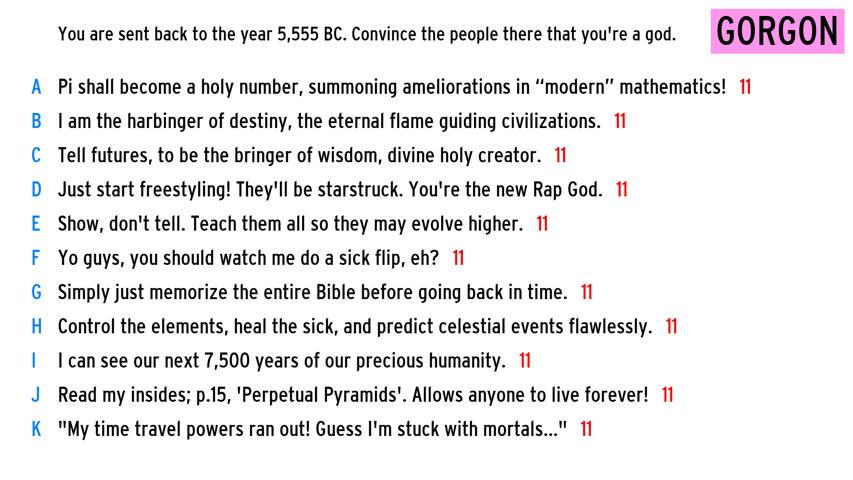 You are sent back to the year 5,555 BC. Convince the people there that you're a god.
GORGON
A Pi shall become a holy number, summoning ameliorations in “modern” mathematics! 11
B I am the harbinger of destiny, the eternal flame guiding civilizations. 11
C Tell futures, to be the bringer of wisdom, divine holy creator. 11
D Just start freestyling! They'll be starstruck. You're the new Rap God. 11
E Show, don't tell. Teach them all so they may evolve higher. 11
F Yo guys, you should watch me do a sick flip, eh? 11
G Simply just memorize the entire Bible before going back in time. 11
H Control the elements, heal the sick, and predict celestial events flawlessly. 11
I I can see our next 7,500 years of our precious humanity. 11
J Read my insides; p.15, 'Perpetual Pyramids'. Allows anyone to live forever! 11
K "My time travel powers ran out! Guess I'm stuck with mortals..." 11